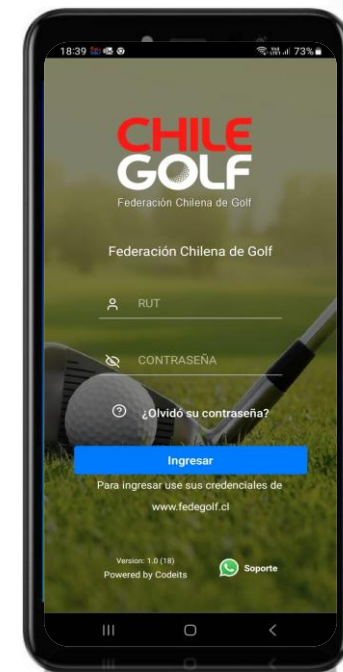 18:39
73%
CHILE
GOLF
Federación Chilena de Golf
Federación Chilena de Golf
RUT
CONTRASEÑA
¿Olvidó su contraseña?
Ingresar
Para ingresar use sus credenciales de
www.fedegolf.cl
Version: 1.0 (18)
Powered by Codeits
Soporte